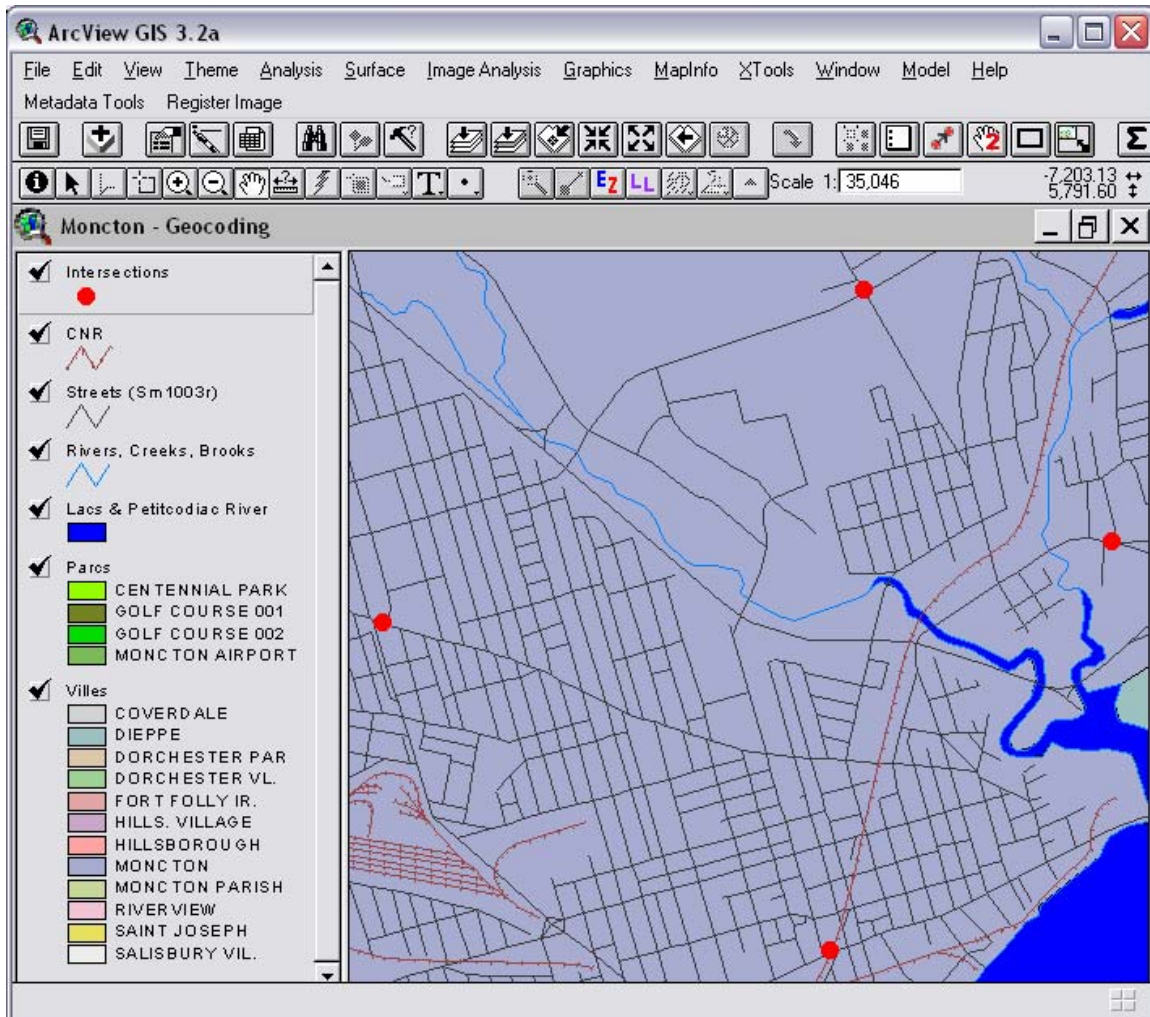 ArcView GIS 3.2a
File Edit View Theme Analysis Surface Image Analysis Graphics MapInfo XTools Window Model Help
Metadata Tools Register Image
2 Σ
T EZ LL Scale 1: 35,046 -7,203.13
5,791.60
Moncton - Geocoding
Intersections
CNR
Streets (Sm1003r)
Rivers, Creeks, Brooks
Lacs & Petitcodiac River
Parcs
CENTENNIAL PARK
GOLF COURSE 001
GOLF COURSE 002
MONCTON AIRPORT
Villes
COVERDALE
DIEPPE
DORCHESTER PAR
DORCHESTER VL.
FORT FOLLY IR.
HILLS. VILLAGE
HILLSBOROUGH
MONCTON
MONCTON PARISH
RIVERVIEW
SAINT JOSEPH
SALISBURY VIL.